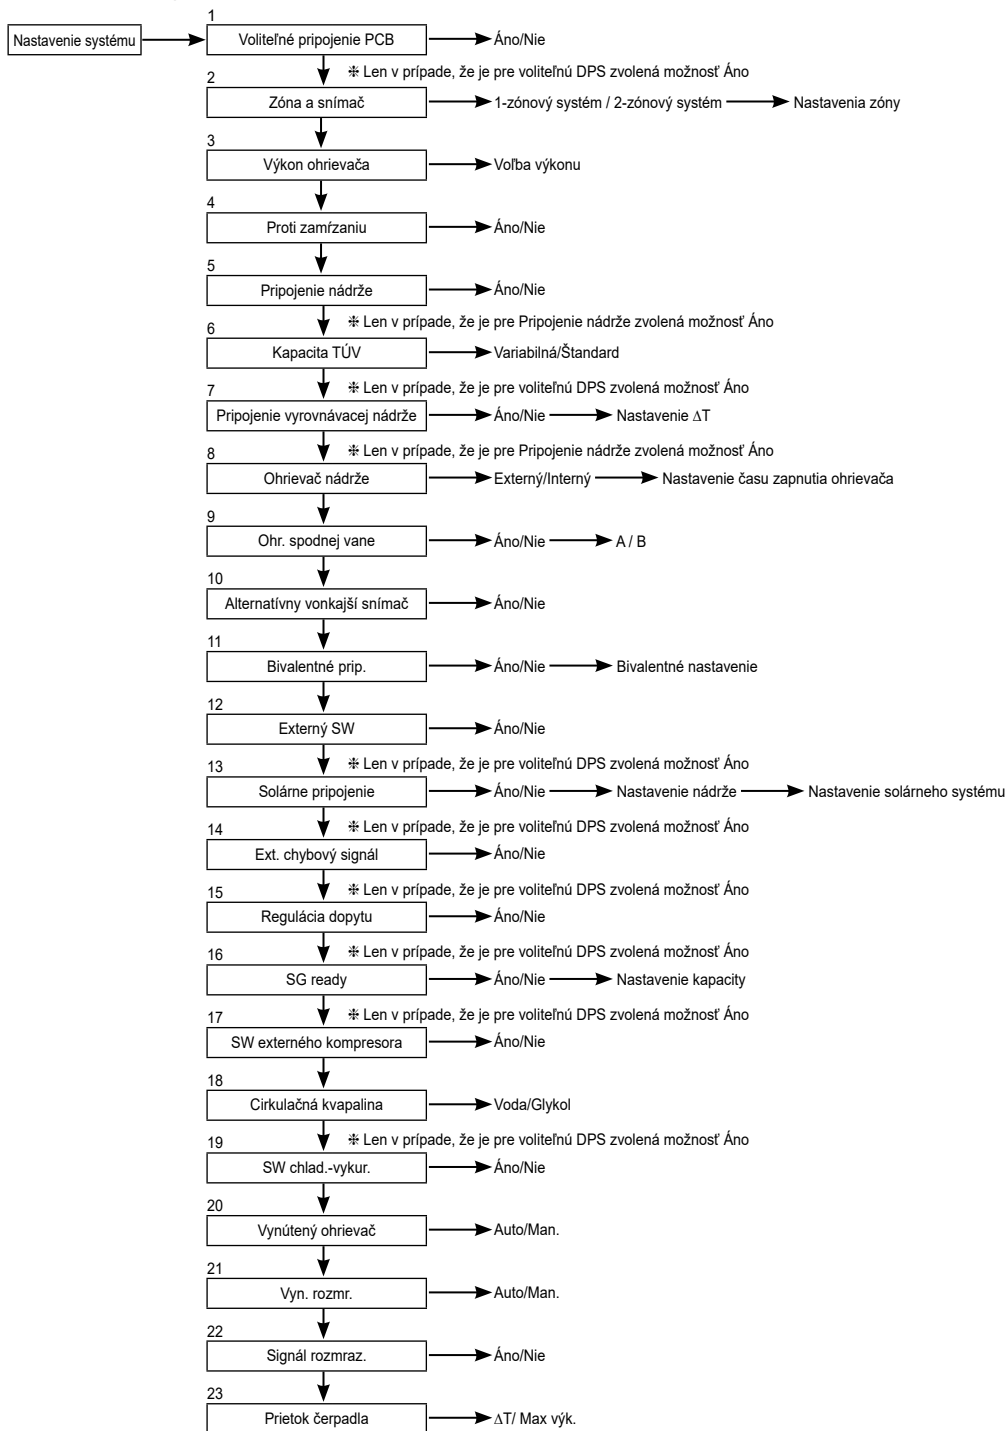 1
Nastavenie systému
Voliteľné pripojenie PCB
Áno/Nie
❉ Len v prípade, že je pre voliteľnú DPS zvolená možnosť Áno
2
Zóna a snímač
1-zónový systém / 2-zónový systém
Nastavenia zóny
3
Výkon ohrievača
Voľba výkonu
4
Proti zamŕzaniu
Áno/Nie
5
Pripojenie nádrže
Áno/Nie
❉ Len v prípade, že je pre Pripojenie nádrže zvolená možnosť Áno
6
Kapacita TÚV
Variabilná/Štandard
❉ Len v prípade, že je pre voliteľnú DPS zvolená možnosť Áno
7
Pripojenie vyrovnávacej nádrže
Áno/Nie
Nastavenie ∆T
❉ Len v prípade, že je pre Pripojenie nádrže zvolená možnosť Áno
8
Ohrievač nádrže
Externý/Interný
Nastavenie času zapnutia ohrievača
9
Ohr. spodnej vane
Áno/Nie
A / B
10
Alternatívny vonkajší snímač
Áno/Nie
11
Bivalentné prip.
Áno/Nie
Bivalentné nastavenie
12
Externý SW
Áno/Nie
❉ Len v prípade, že je pre voliteľnú DPS zvolená možnosť Áno
13
Solárne pripojenie
Áno/Nie
Nastavenie nádrže
Nastavenie solárneho systému
❉ Len v prípade, že je pre voliteľnú DPS zvolená možnosť Áno
14
Ext. chybový signál
Áno/Nie
❉ Len v prípade, že je pre voliteľnú DPS zvolená možnosť Áno
15
Regulácia dopytu
Áno/Nie
❉ Len v prípade, že je pre voliteľnú DPS zvolená možnosť Áno
16
SG ready
Áno/Nie
Nastavenie kapacity
❉ Len v prípade, že je pre voliteľnú DPS zvolená možnosť Áno
17
SW externého kompresora
Áno/Nie
18
Cirkulačná kvapalina
Voda/Glykol
❉ Len v prípade, že je pre voliteľnú DPS zvolená možnosť Áno
19
SW chlad.-vykur.
Áno/Nie
20
Vynútený ohrievač
Auto/Man.
21
Vyn. rozmr.
Auto/Man.
22
Signál rozmraz.
Áno/Nie
23
Prietok čerpadla
∆T/ Max výk.